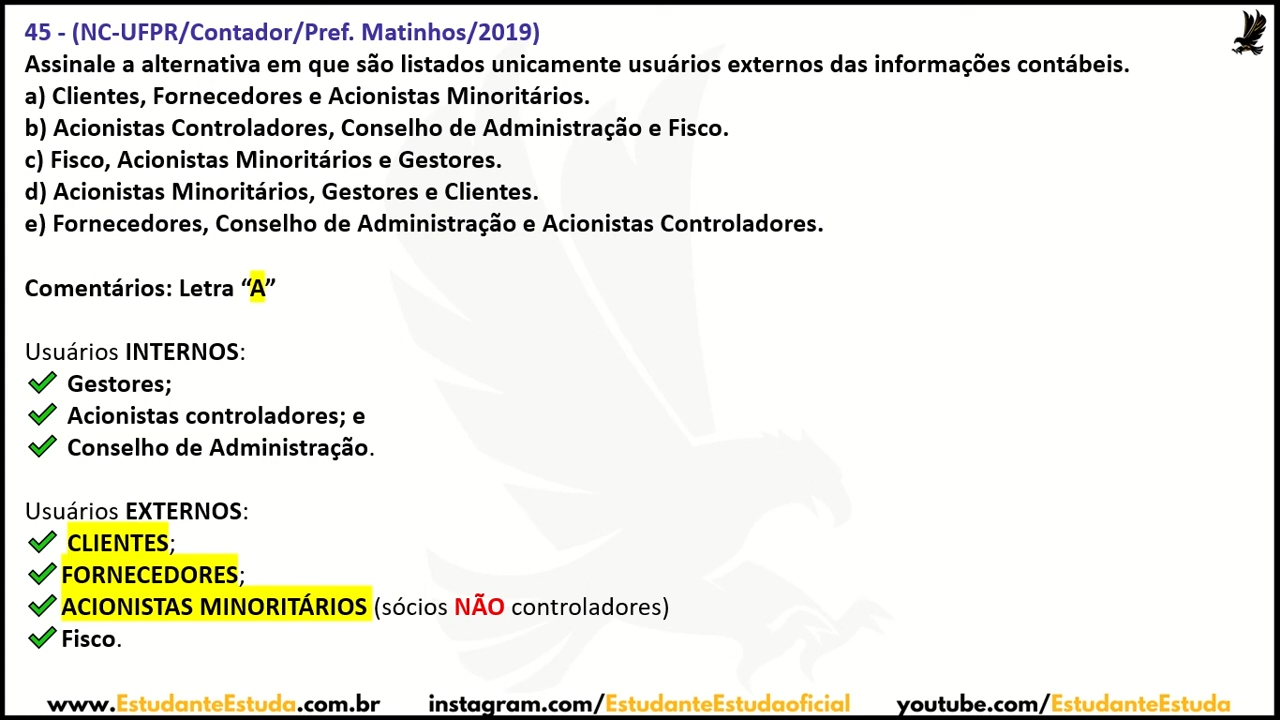 45 - (NC-UFPR/Contador/Pref. Matinhos/2019)
Assinale a alternativa em que são listados unicamente usuários externos das informações contábeis.
a) Clientes, Fornecedores e Acionistas Minoritários.
b) Acionistas Controladores, Conselho de Administração e Fisco.
c) Fisco, Acionistas Minoritários e Gestores.
d) Acionistas Minoritários, Gestores e Clientes.
e) Fornecedores, Conselho de Administração e Acionistas Controladores.
Comentários: Letra “A”
Usuários INTERNOS:
Gestores;
Acionistas controladores; e
Conselho de Administração.
Usuários EXTERNOS:
CLIENTES;
FORNECEDORES;
ACIONISTAS MINORITÁRIOS (sócios NÃO controladores)
Fisco.
www.EstudanteEstuda.com.br instagram.com/EstudanteEstudaoficial youtube.com/EstudanteEstuda